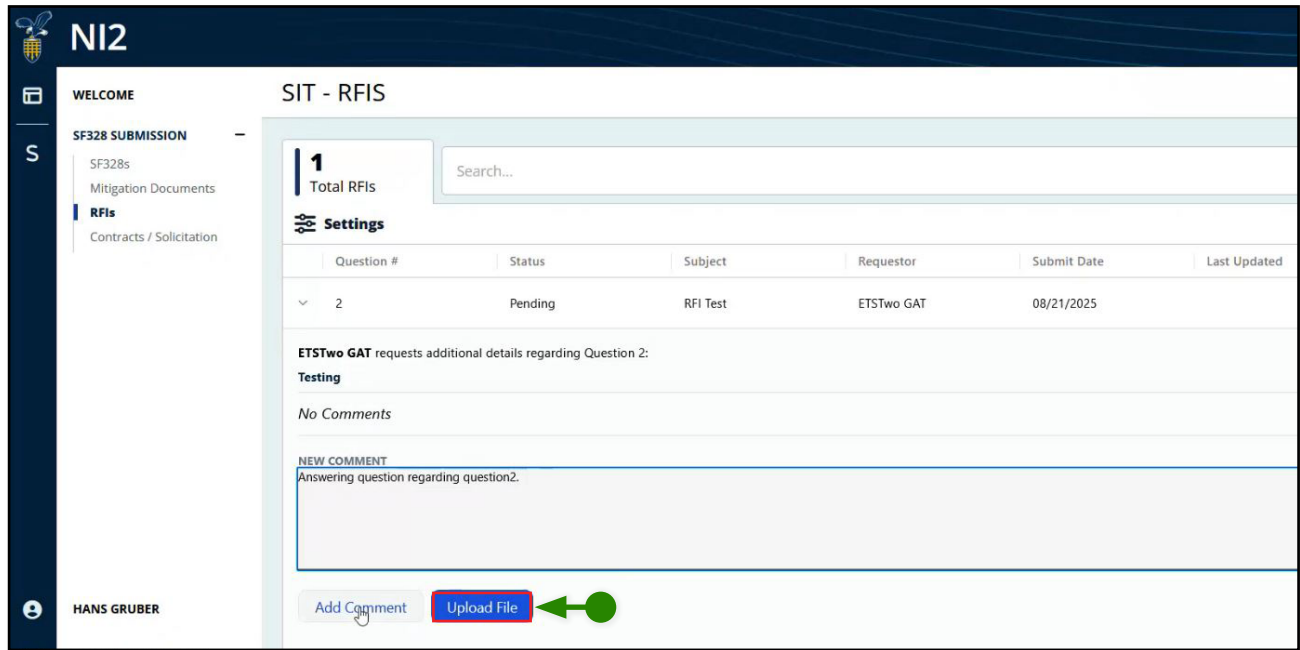 NI2
WELCOME
SF328 SUBMISSION
SF328s
Mitigation Documents
RFIs
Contracts / Solicitation
S
HANS GRUBER
SIT - RFIS
1
Total RFIs
Search...
Settings
Question # Status Subject Requestor Submit Date Last Updated
2 Pending RFI Test ETSTwo GAT 08/21/2025
ETSTwo GAT requests additional details regarding Question 2:
Testing
No Comments
NEW COMMENT
Answering question regarding question2.
Add Comment Upload File